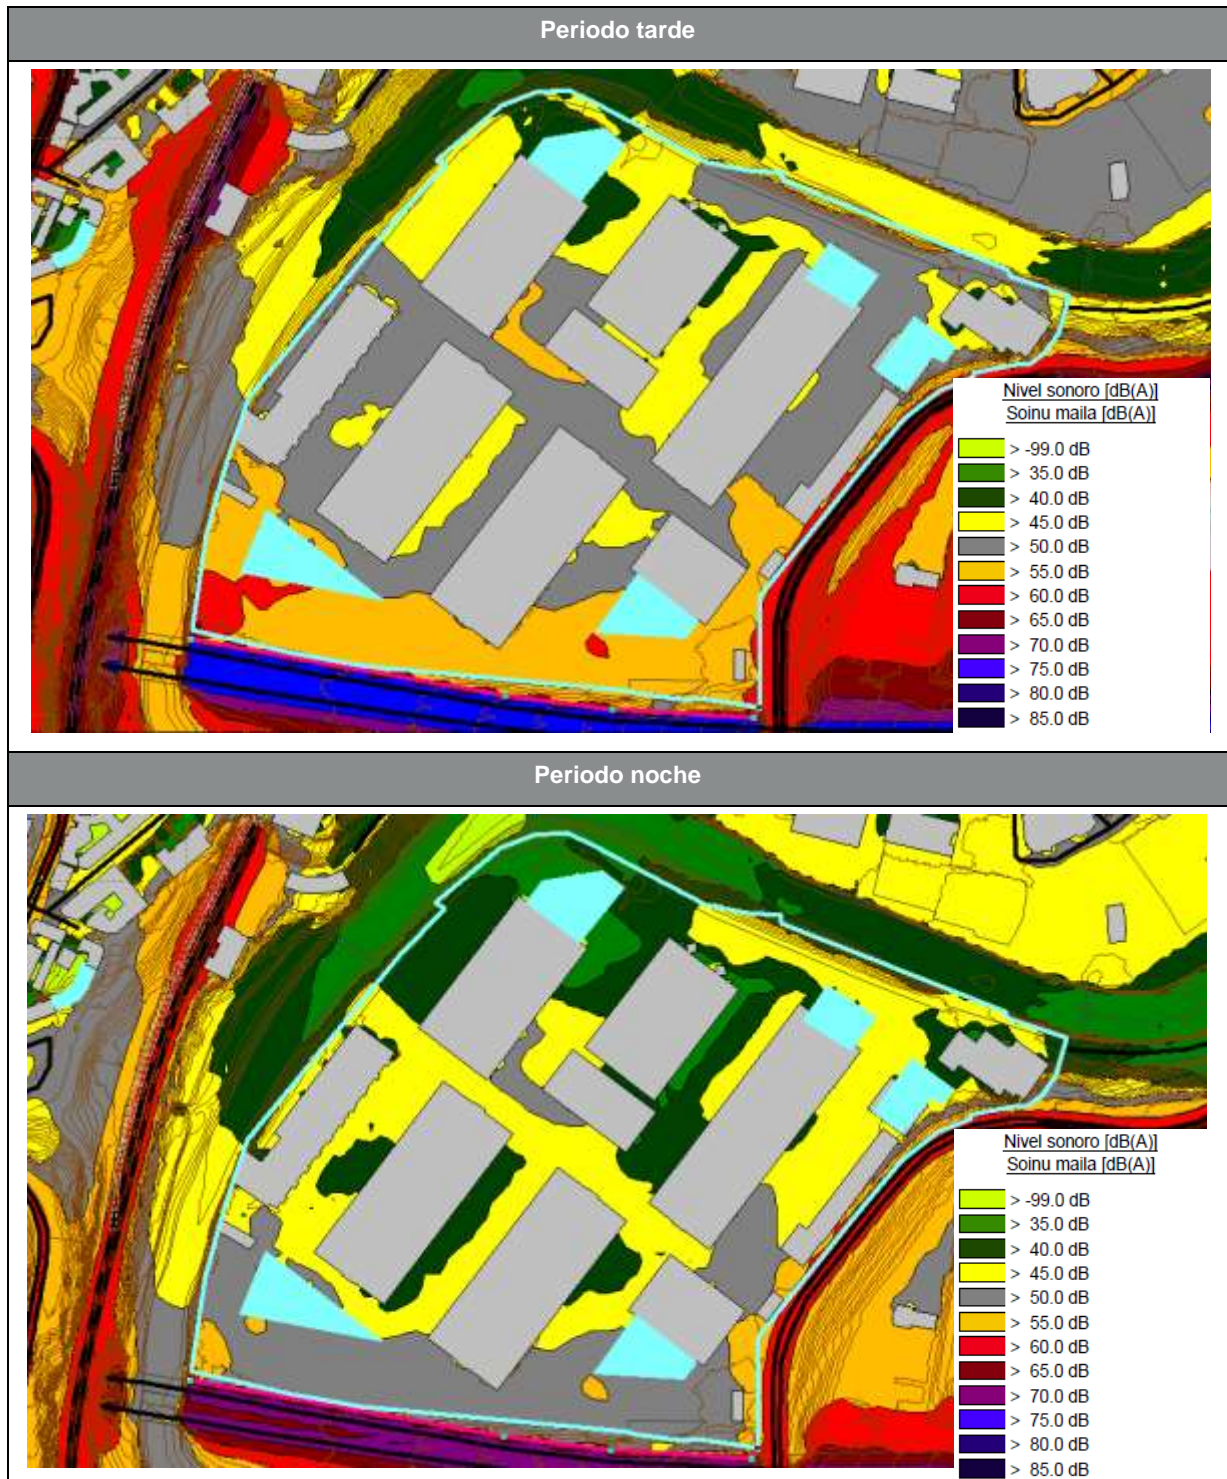 Periodo tarde
Nivel sonoro [dB(A)]
Soinu maila [dB(A)]
> -99.0 dB
> 35.0 dB
> 40.0 dB
> 45.0 dB
> 50.0 dB
> 55.0 dB
> 60.0 dB
> 65.0 dB
> 70.0 dB
> 75.0 dB
> 80.0 dB
> 85.0 dB
Periodo noche
Nivel sonoro [dB(A)]
Soinu maila [dB(A)]
> -99.0 dB
> 35.0 dB
> 40.0 dB
> 45.0 dB
> 50.0 dB
> 55.0 dB
> 60.0 dB
> 65.0 dB
> 70.0 dB
> 75.0 dB
> 80.0 dB
> 85.0 dB